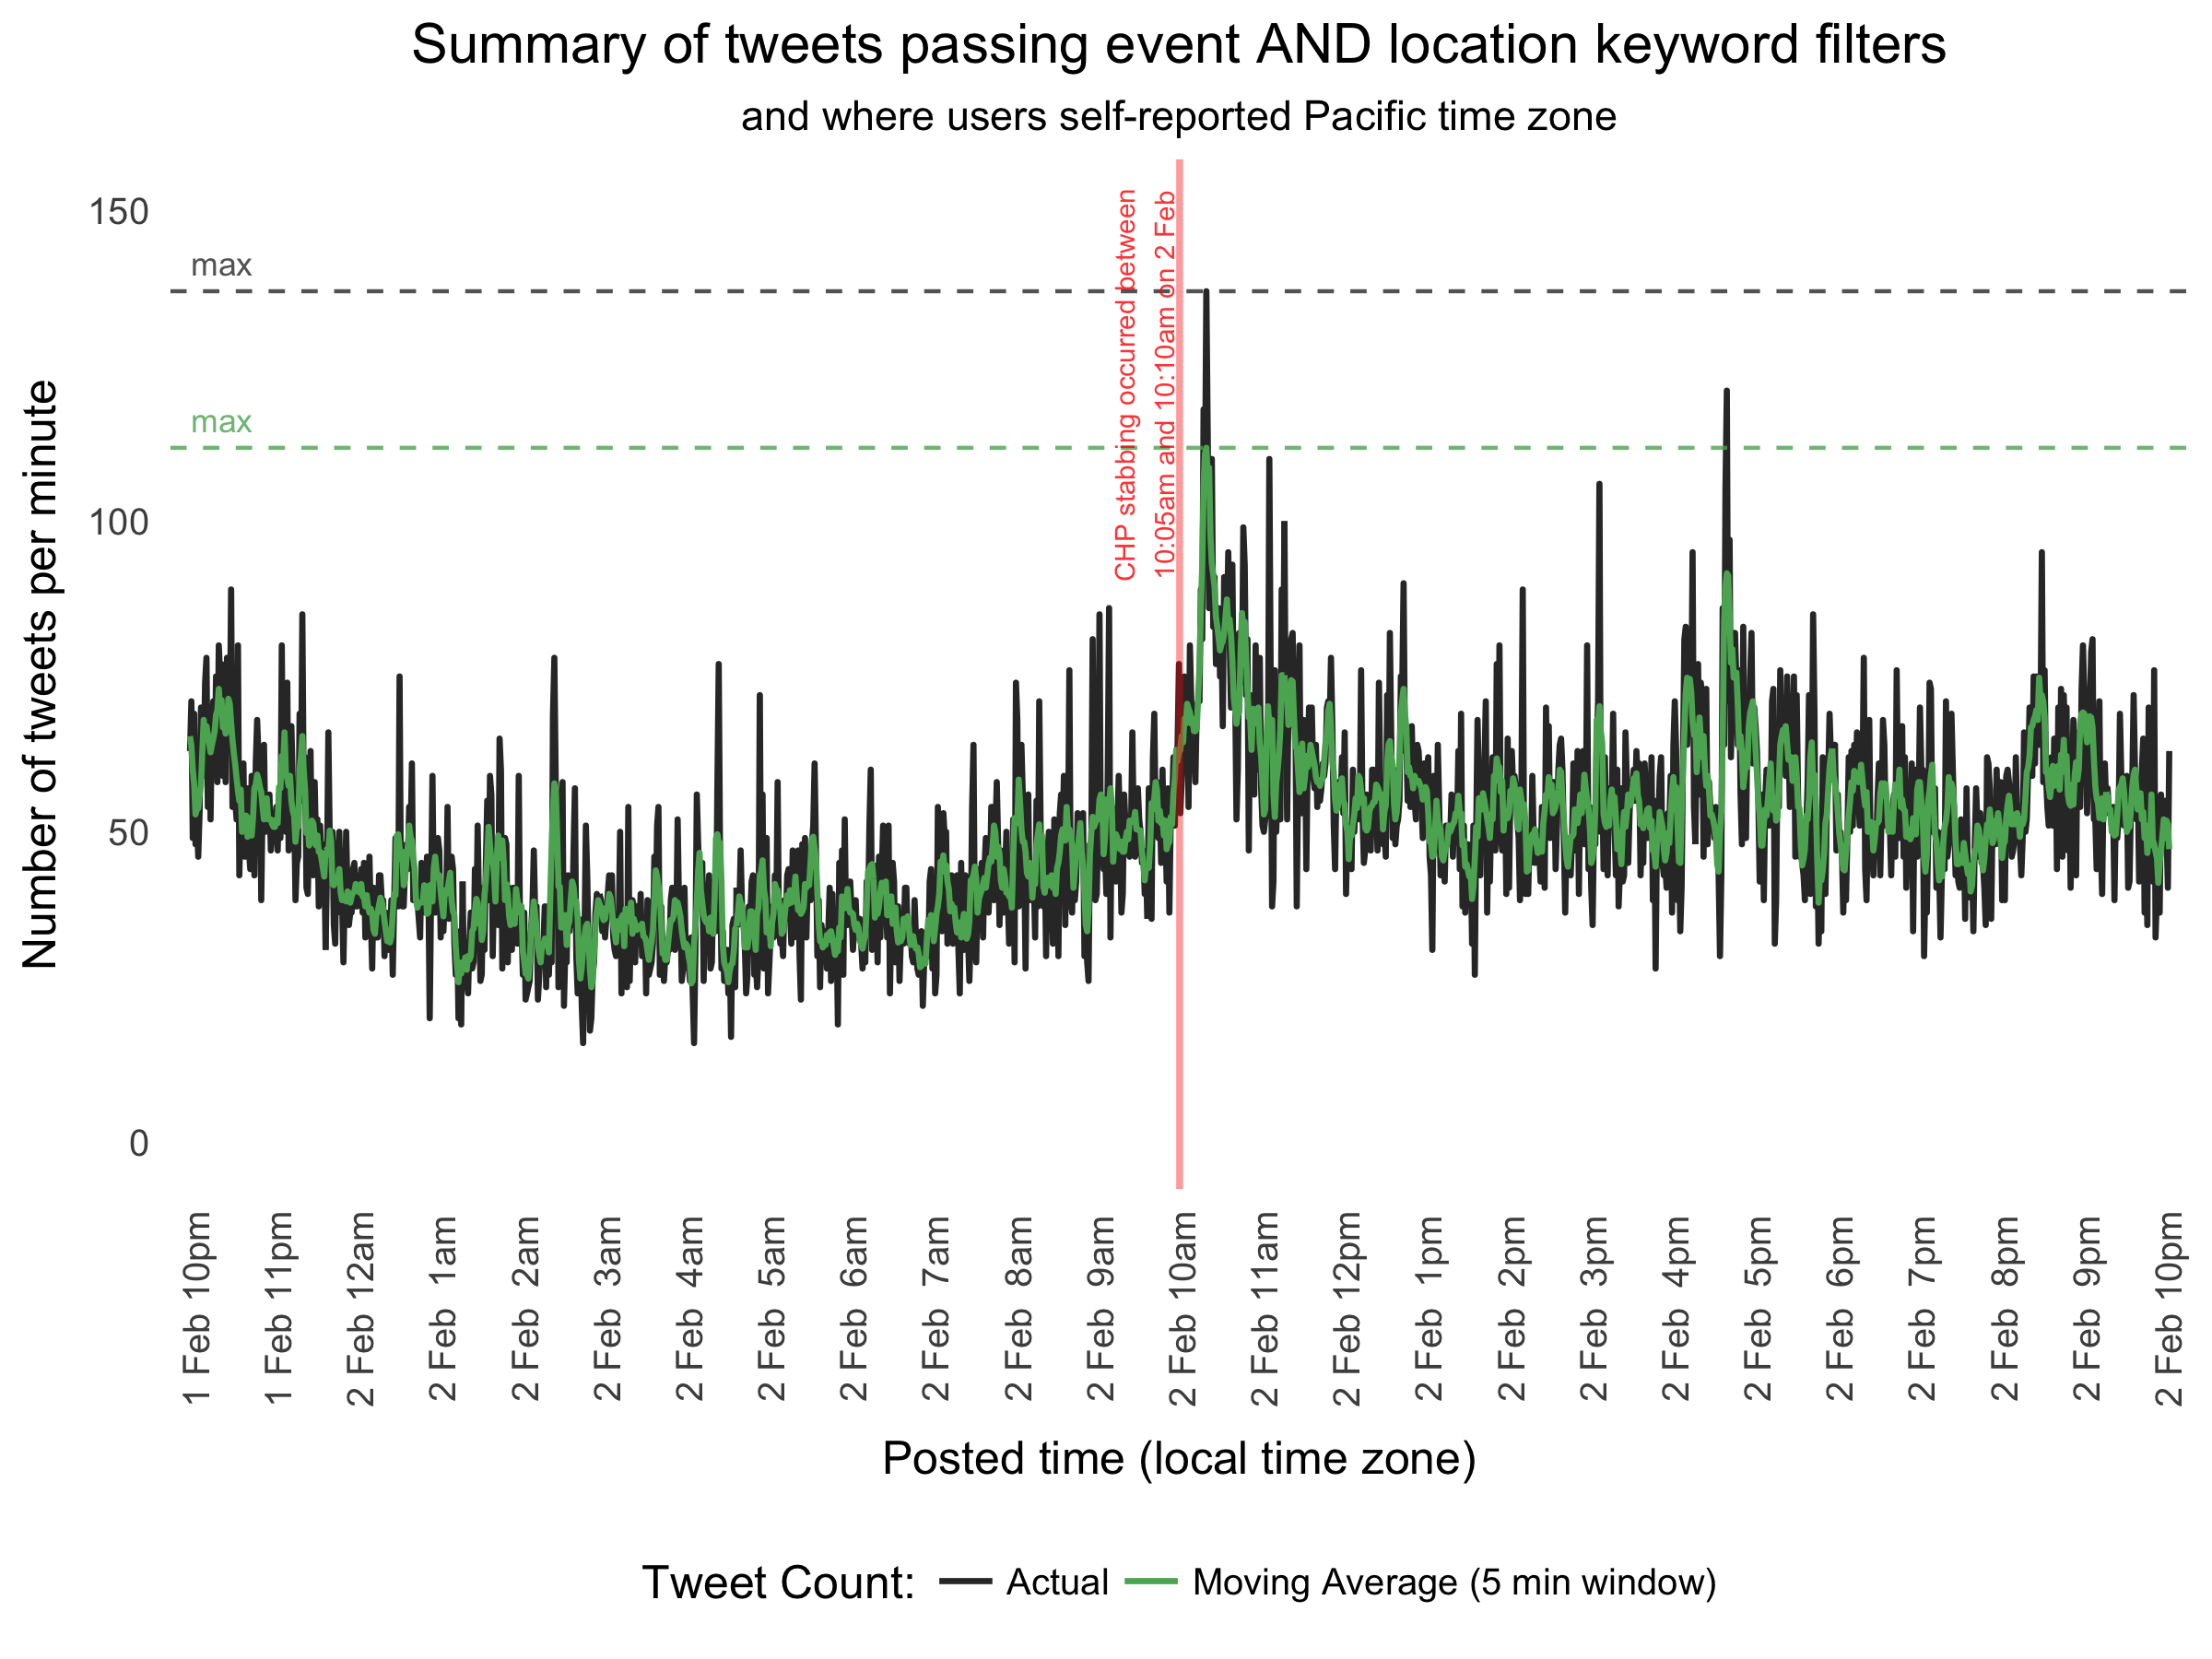 Summary of tweets passing event AND location keyword filters
and where users self-reported Pacific time zone
Number of tweets per minute
150
100
50
0
max
max
CHP stabbing occurred between
10:05am and 10:10am on 2 Feb
1 Feb 10pm
1 Feb 11pm
2 Feb 12am
2 Feb 1am
2 Feb 2am
2 Feb 3am
2 Feb 4am
2 Feb 5am
2 Feb 6am
2 Feb 7am
2 Feb 8am
2 Feb 9am
2 Feb 10am
2 Feb 11am
2 Feb 12pm
2 Feb 1pm
2 Feb 2pm
2 Feb 3pm
2 Feb 4pm
2 Feb 5pm
2 Feb 6pm
2 Feb 7pm
2 Feb 8pm
2 Feb 9pm
2 Feb 10pm
Posted time (local time zone)
Tweet Count: Actual Moving Average (5 min window)